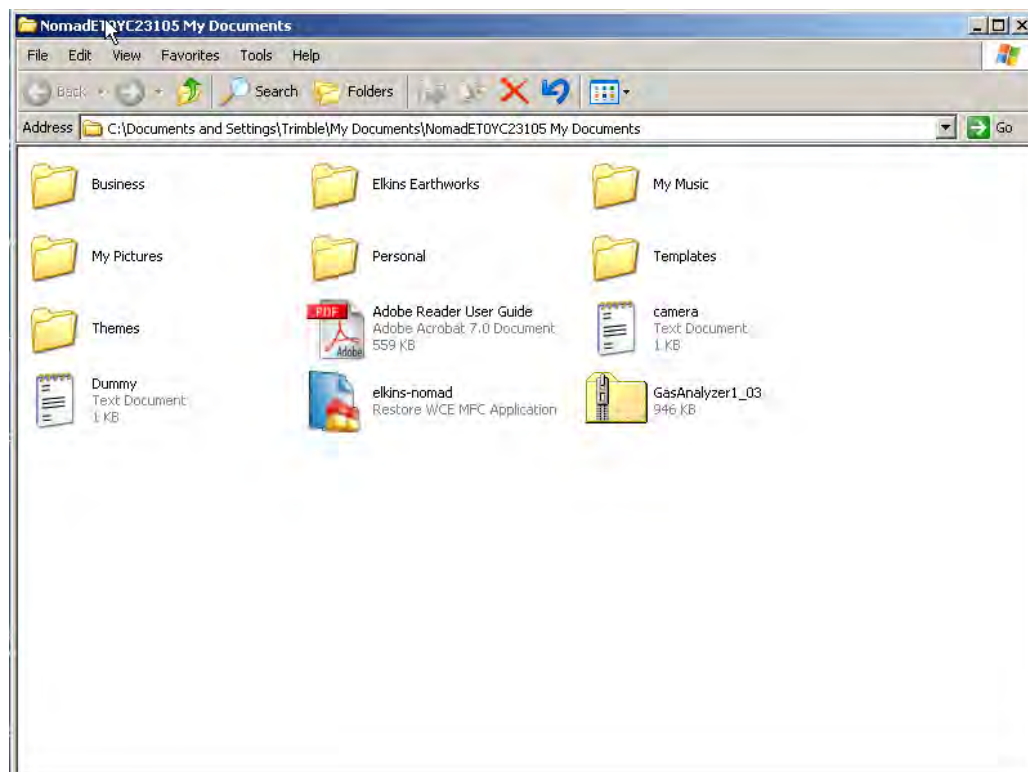 NomadET0YC23105 My Documents
File Edit View Favorites Tools Help
Back Search Folders
Address C:\Documents and Settings\Trimble\My Documents\NomadET0YC23105 My Documents Go
Business Elkins Earthworks My Music
My Pictures Personal Templates
Themes
PDF
Adobe
Adobe Reader User Guide
Adobe Acrobat 7.0 Document
559 KB
camera
Text Document
1 KB
Dummy
Text Document
1 KB
elkins-nomad
Restore WCE MFC Application
GasAnalyzer1_03
946 KB